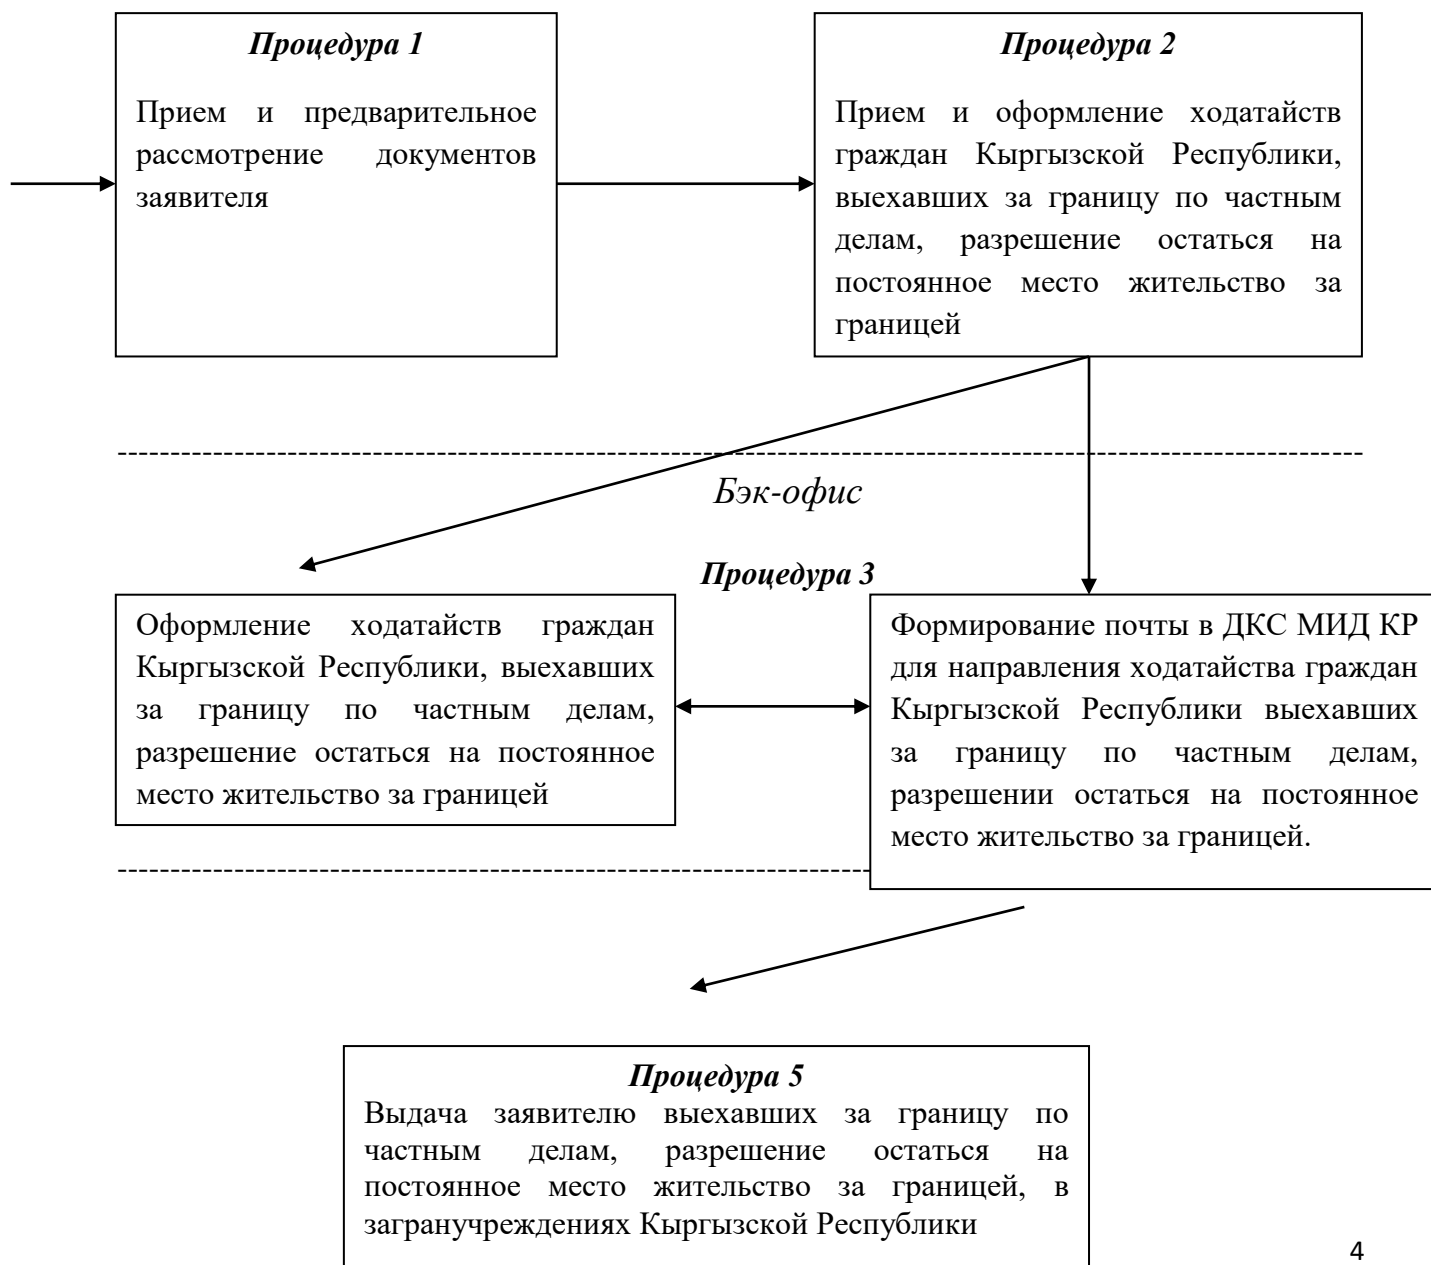 Процедура 1
Прием и предварительное
рассмотрение документов
заявителя
Процедура 2
Прием и оформление ходатайств
граждан Кыргызской Республики,
выехавших за границу по частным
делам, разрешение остаться на
постоянное место жительство за
границей
Бэк-офис
Процедура 3
Оформление ходатайств граждан
Кыргызской Республики, выехавших
за границу по частным делам,
разрешение остаться на постоянное
место жительство за границей
Формирование почты в ДКС МИД КР
для направления ходатайства граждан
Кыргызской Республики выехавших
за границу по частным делам,
разрешении остаться на постоянное
место жительство за границей.
Процедура 5
Выдача заявителю выехавших за границу по
частным делам, разрешение остаться на
постоянное место жительство за границей, в
загранучреждениях Кыргызской Республики
4